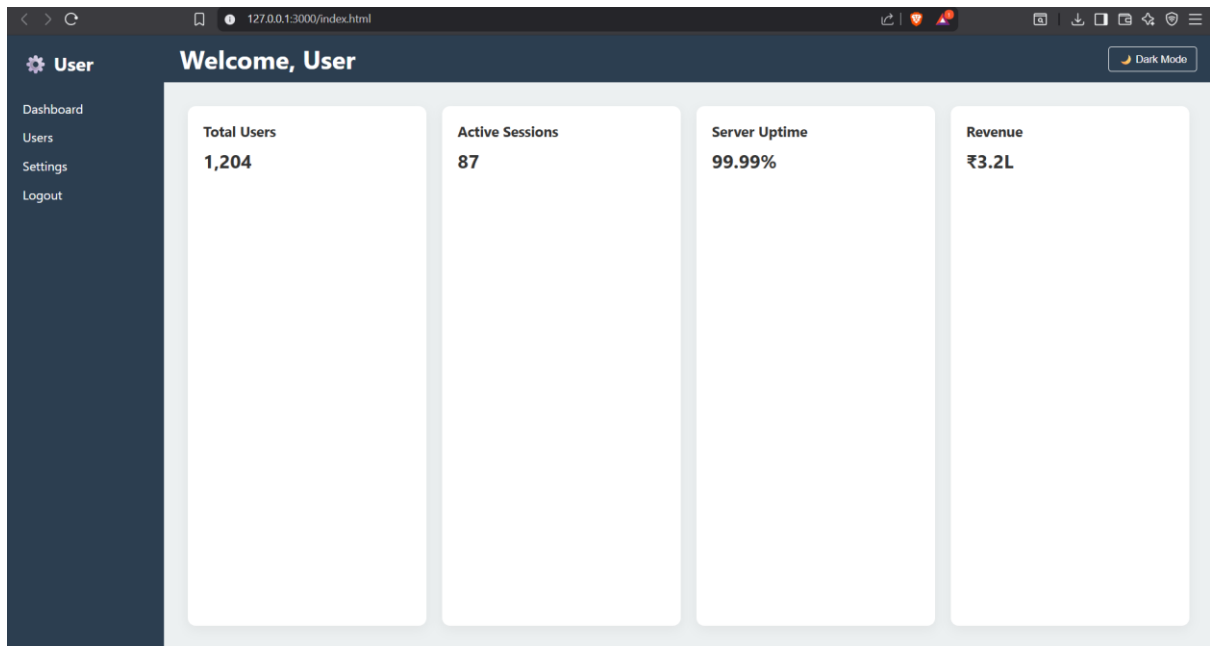 127.0.0.1:3000/index.html
User
Welcome, User
Dark Mode
Dashboard
Users
Settings
Logout
Total Users
1,204
Active Sessions
87
Server Uptime
99.99%
Revenue
₹3.2L